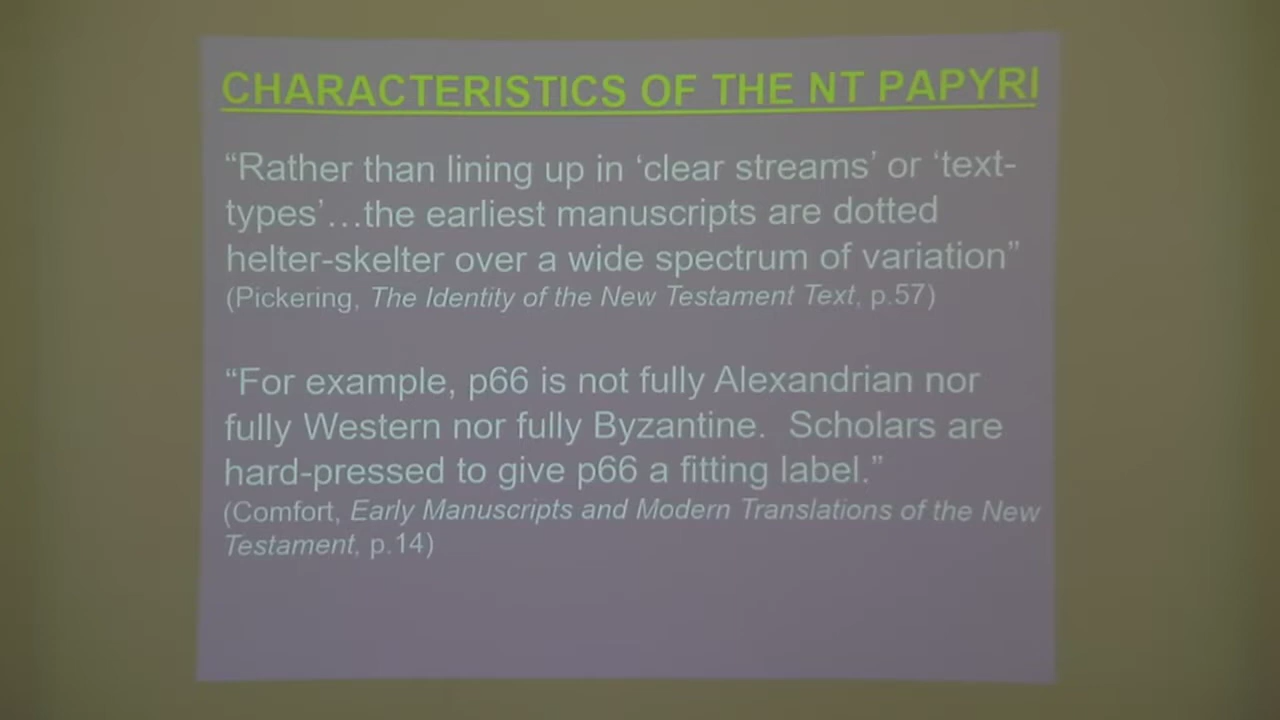 CHARACTERISTICS OF THE NT PAPYRI
“Rather than lining up in ‘clear streams’ or ‘text-
types’…the earliest manuscripts are dotted
helter-skelter over a wide spectrum of variation”
(Pickering, The Identity of the New Testament Text, p.57)
“For example, p66 is not fully Alexandrian nor
fully Western nor fully Byzantine.  Scholars are
hard-pressed to give p66 a fitting label.”
(Comfort, Early Manuscripts and Modern Translations of the New
Testament, p.14)